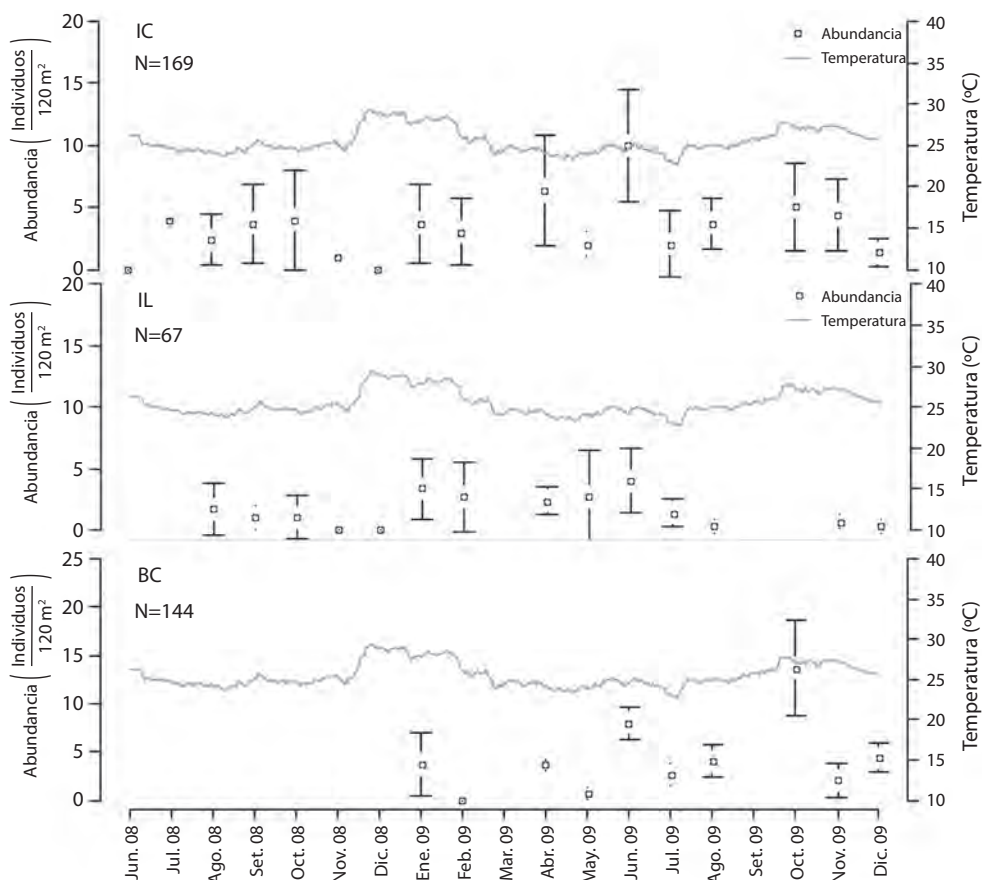 IC
N=169
Abundancia
Temperatura
20
15
10
5
0
Abundancia (Individuos / 120 m²)
40
35
30
25
20
15
10
Temperatura (ºC)
IL
N=67
Abundancia
Temperatura
20
15
10
5
0
Abundancia (Individuos / 120 m²)
40
35
30
25
20
15
10
Temperatura (ºC)
BC
N=144
25
20
15
10
5
0
Abundancia (Individuos / 120 m²)
40
35
30
25
20
15
10
Temperatura (ºC)
Jun. 08
Jul. 08
Ago. 08
Set. 08
Oct. 08
Nov. 08
Dic. 08
Ene. 09
Feb. 09
Mar. 09
Abr. 09
May. 09
Jun. 09
Jul. 09
Ago. 09
Set. 09
Oct. 09
Nov. 09
Dic. 09